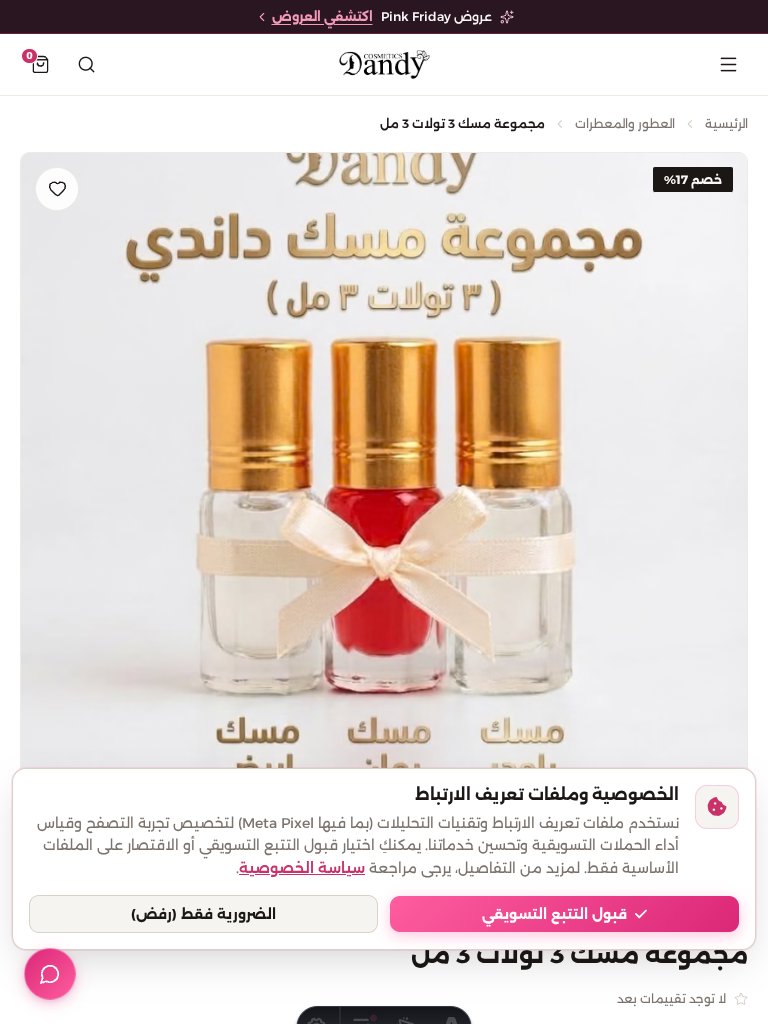 عروض Pink Friday اكتشفي العروض
0
COSMETICS
Dandy
الرئيسية
العطور والمعطرات
مجموعة مسك 3 تولات 3 مل
خصم 17%
Dandy
مجموعة مسك داندي
( ٣ تولات ٣ مل )
مسك مسك مسك
الخصوصية وملفات تعريف الارتباط
نستخدم ملفات تعريف الارتباط وتقنيات التحليلات (بما فيها Meta Pixel) لتخصيص تجربة التصفح وقياس
أداء الحملات التسويقية وتحسين خدماتنا. يمكنكِ اختيار قبول التتبع التسويقي أو الاقتصار على الملفات
الأساسية فقط. لمزيد من التفاصيل، يرجى مراجعة سياسة الخصوصية.
قبول التتبع التسويقي
الضرورية فقط (رفض)
مجموعة مسك 3 تولات 3 مل
لا توجد تقييمات بعد